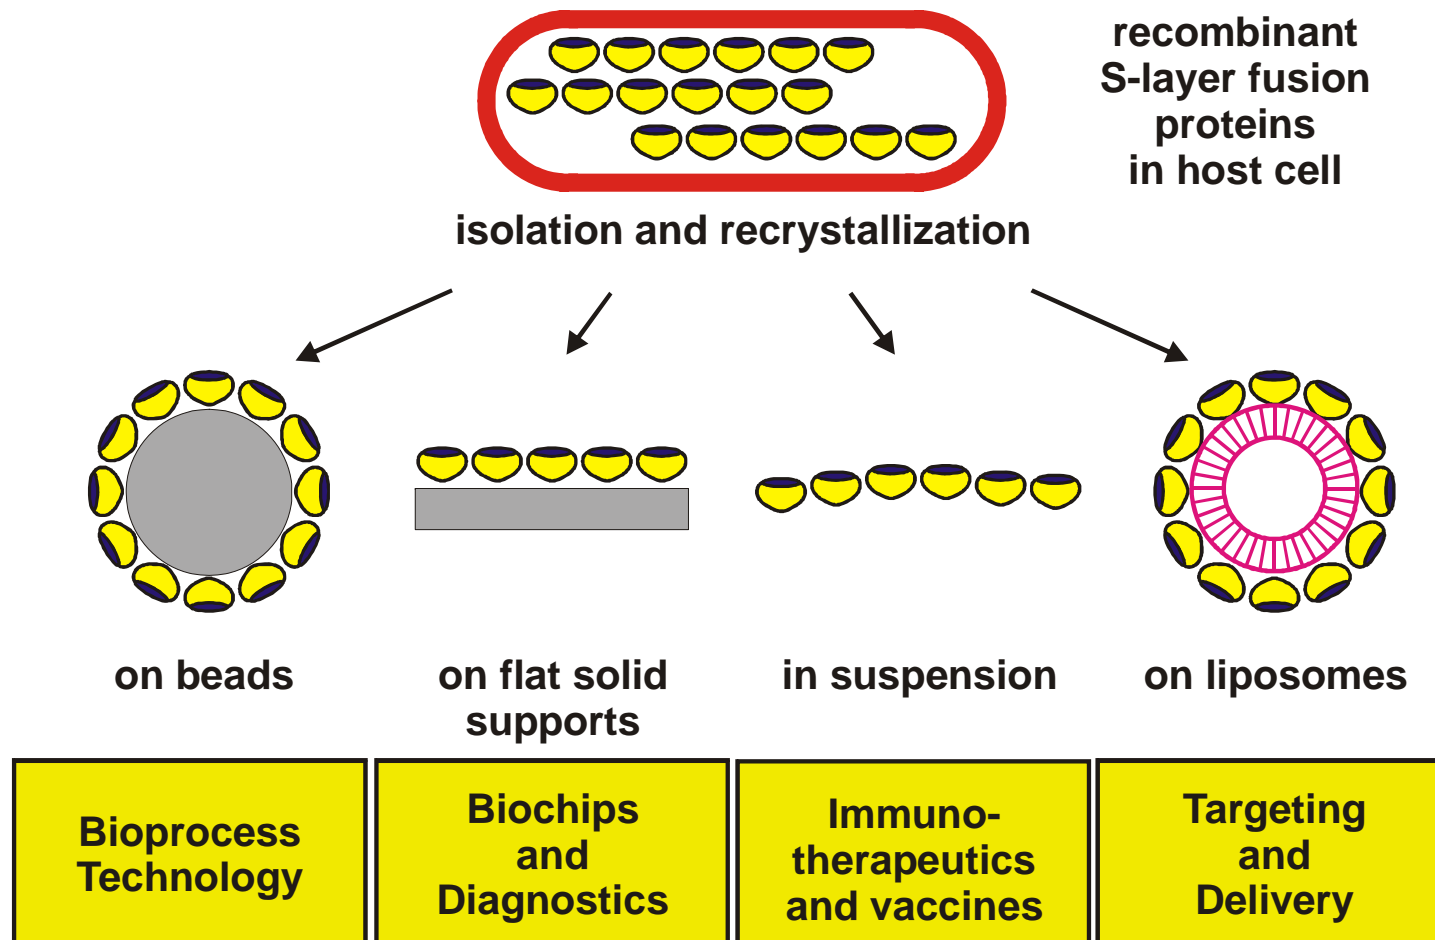 recombinant
S-layer fusion
proteins
in host cell
isolation and recrystallization
on beads
on flat solid
supports
in suspension
on liposomes
Bioprocess
Technology
Biochips
and
Diagnostics
Immuno-
therapeutics
and vaccines
Targeting
and
Delivery